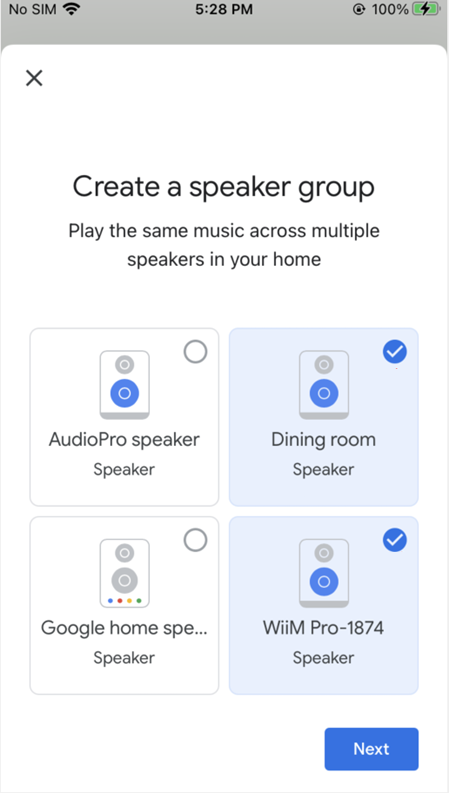 No SIM 5:28 PM 100%
Create a speaker group
Play the same music across multiple
speakers in your home
AudioPro speaker
Speaker
Dining room
Speaker
Google home spe...
Speaker
WiiM Pro-1874
Speaker
Next